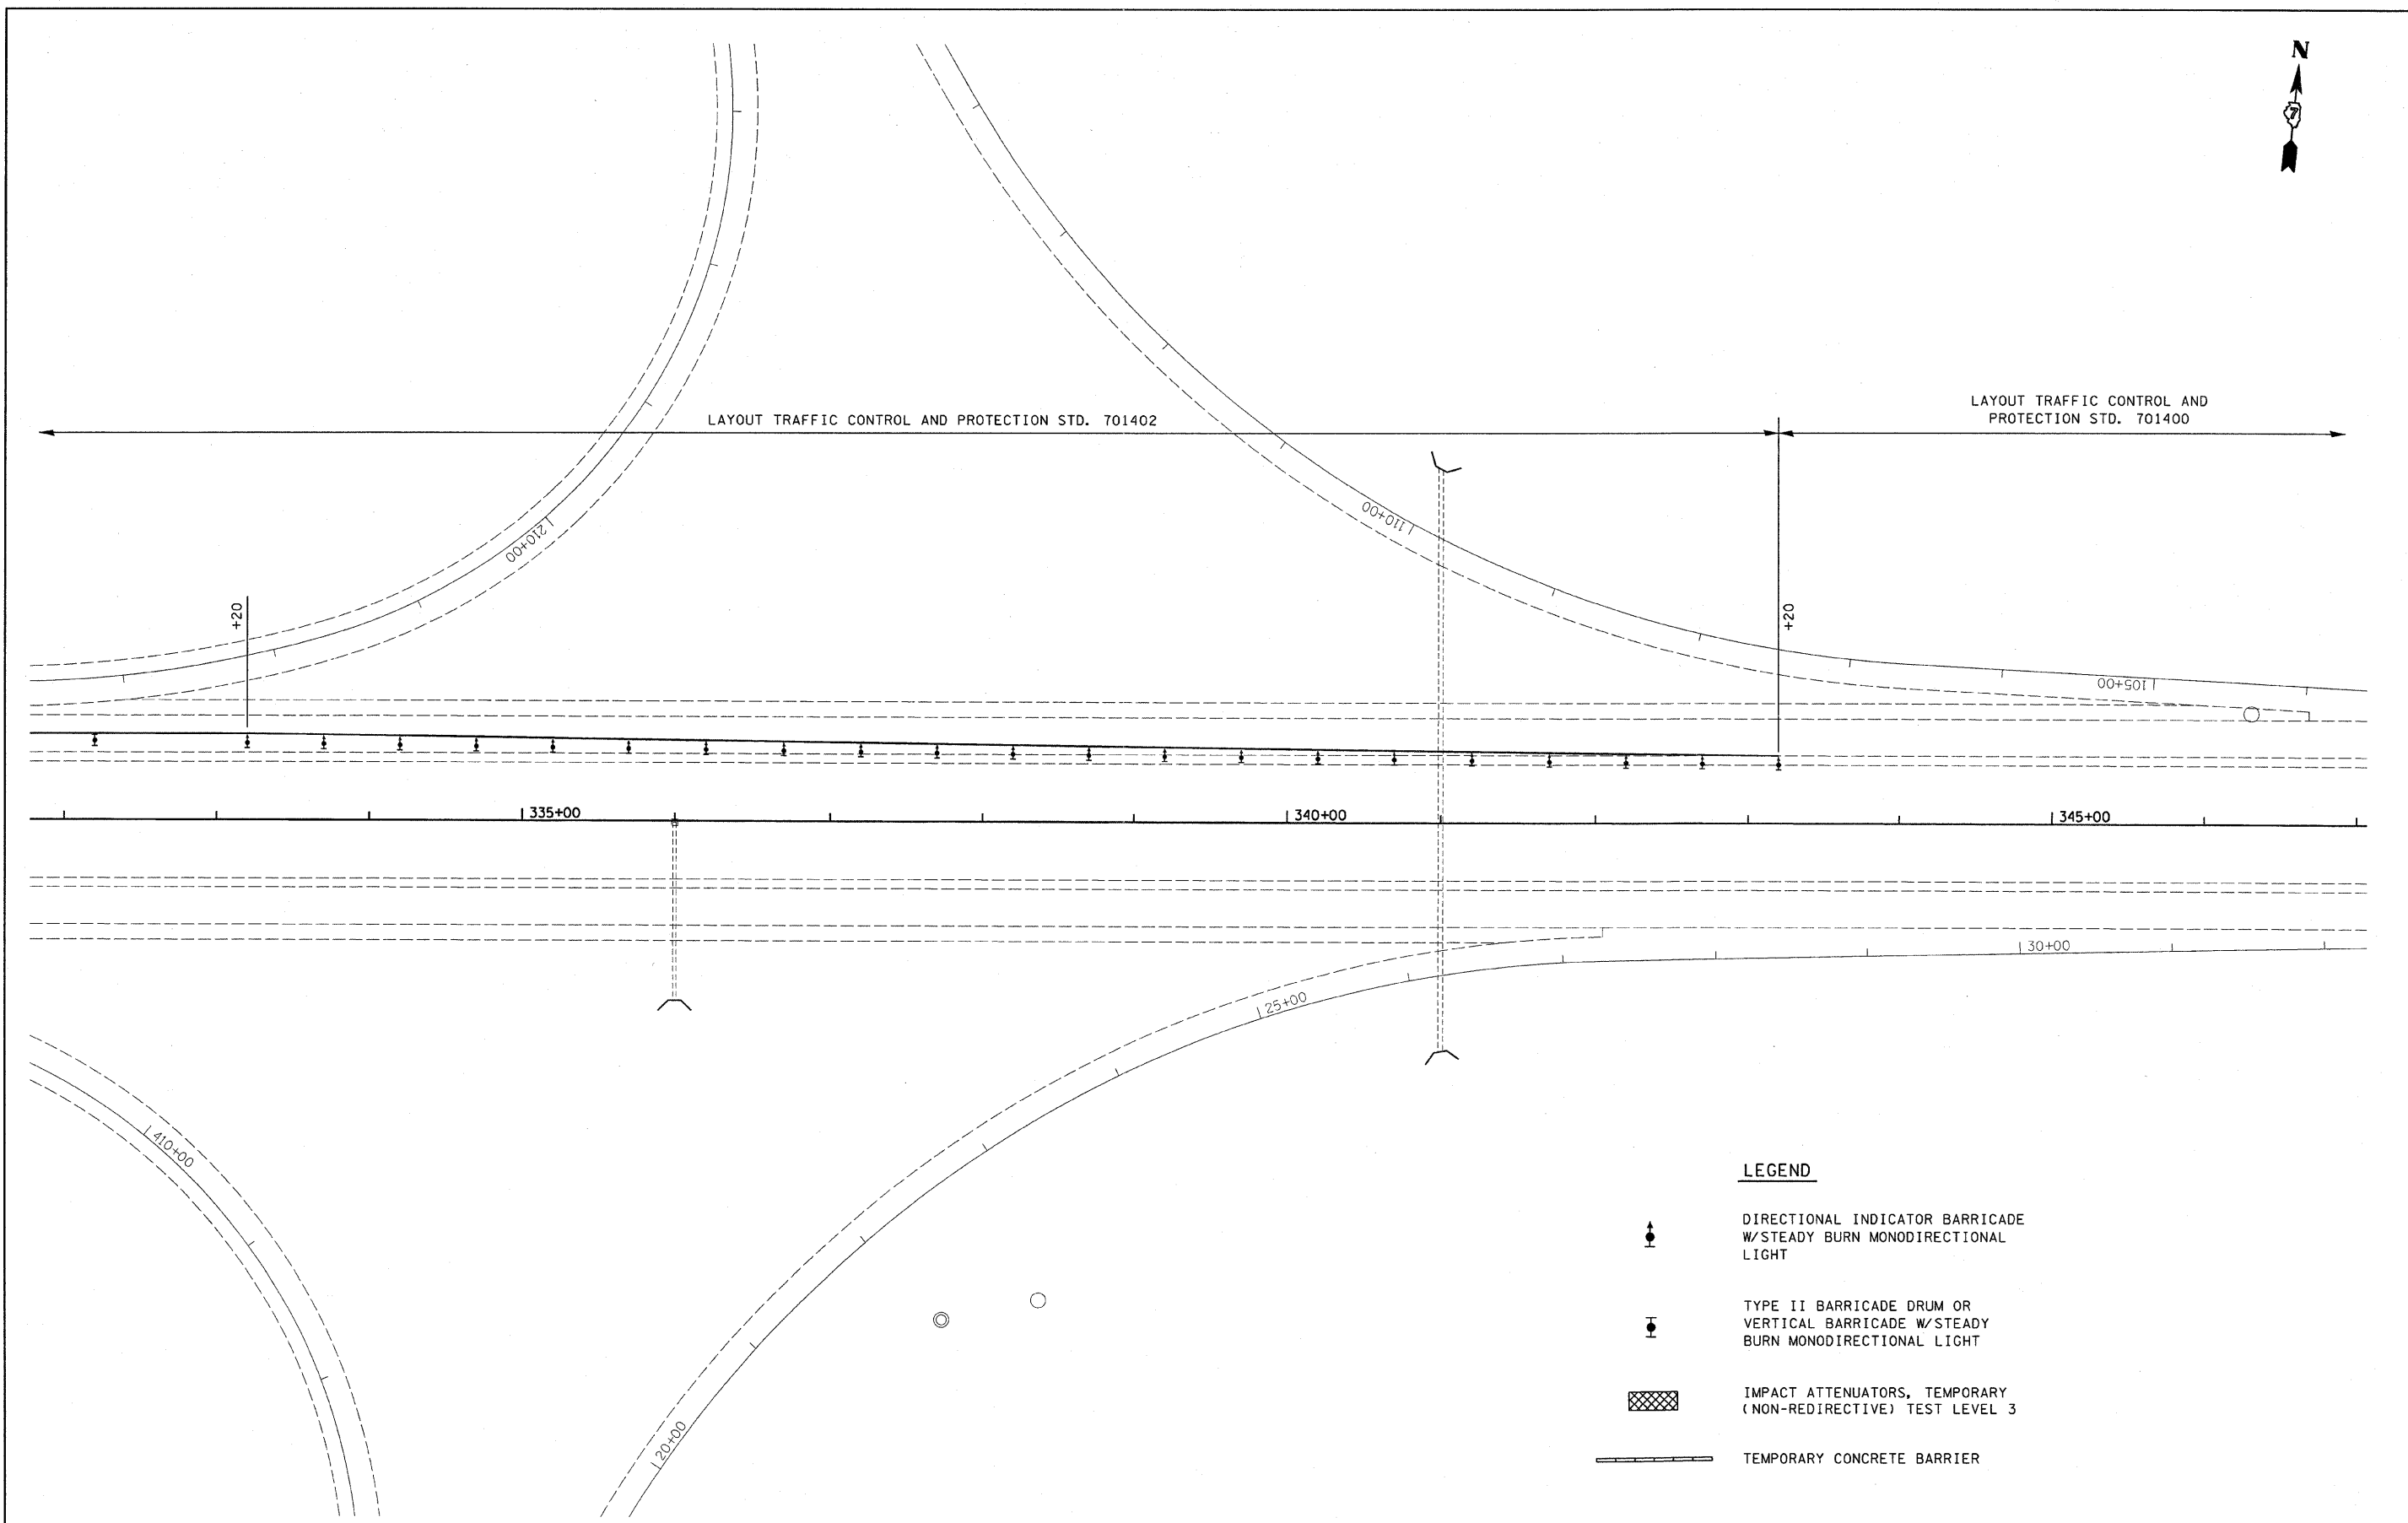 N
7
LAYOUT TRAFFIC CONTROL AND
PROTECTION STD. 701400
LAYOUT TRAFFIC CONTROL AND PROTECTION STD. 701402
110+00
210+00
+20
+20
105+00
335+00
340+00
345+00
30+00
25+00
410+00
20+00
LEGEND
DIRECTIONAL INDICATOR BARRICADE
W/STEADY BURN MONODIRECTIONAL
LIGHT
TYPE II BARRICADE DRUM OR
VERTICAL BARRICADE W/STEADY
BURN MONODIRECTIONAL LIGHT
IMPACT ATTENUATORS, TEMPORARY
(NON-REDIRECTIVE) TEST LEVEL 3
TEMPORARY CONCRETE BARRIER